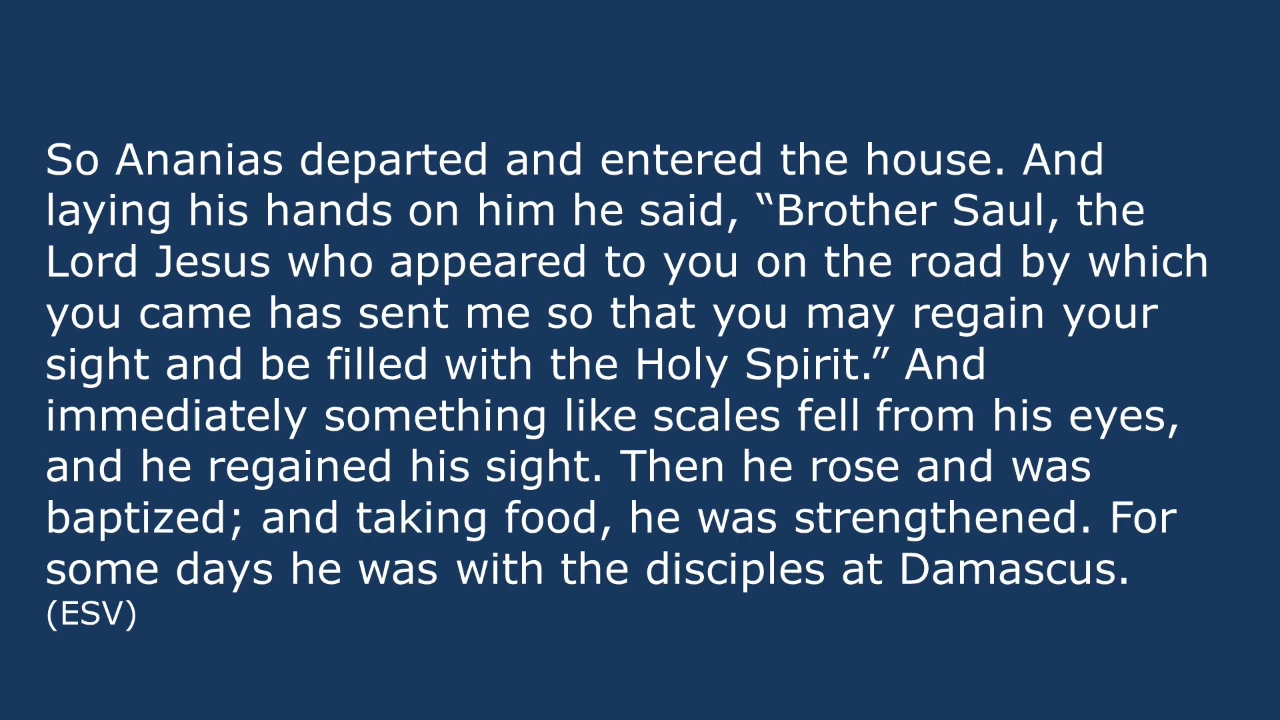 So Ananias departed and entered the house. And
laying his hands on him he said, “Brother Saul, the
Lord Jesus who appeared to you on the road by which
you came has sent me so that you may regain your
sight and be filled with the Holy Spirit.” And
immediately something like scales fell from his eyes,
and he regained his sight. Then he rose and was
baptized; and taking food, he was strengthened. For
some days he was with the disciples at Damascus.
(ESV)